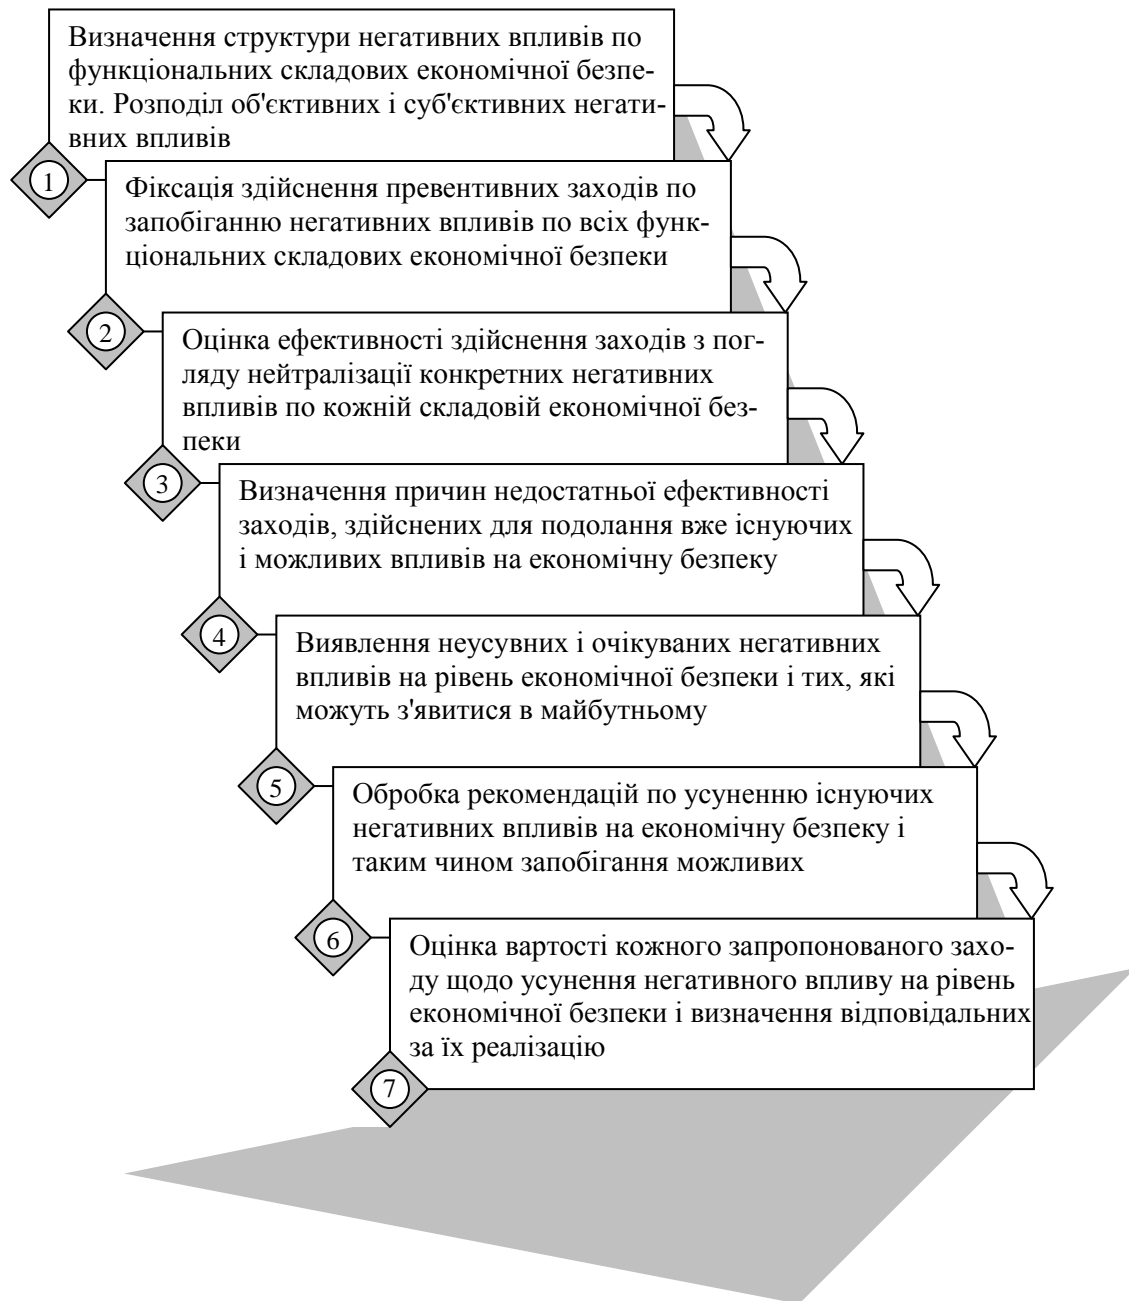 Визначення структури негативних впливів по
функціональних складових економічної безпе-
ки. Розподіл об'єктивних і суб'єктивних негати-
вних впливів
1
Фіксація здійснення превентивних заходів по
запобіганню негативних впливів по всіх функ-
ціональних складових економічної безпеки
2
Оцінка ефективності здійснення заходів з пог-
ляду нейтралізації конкретних негативних
впливів по кожній складовій економічної без-
пеки
3
Визначення причин недостатньої ефективності
заходів, здійснених для подолання вже існуючих
і можливих впливів на економічну безпеку
4
Виявлення неусувних і очікуваних негативних
впливів на рівень економічної безпеки і тих, які
можуть з'явитися в майбутньому
5
Обробка рекомендацій по усуненню існуючих
негативних впливів на економічну безпеку і
таким чином запобігання можливих
6
Оцінка вартості кожного запропонованого захо-
ду щодо усунення негативного впливу на рівень
економічної безпеки і визначення відповідальних
за їх реалізацію
7